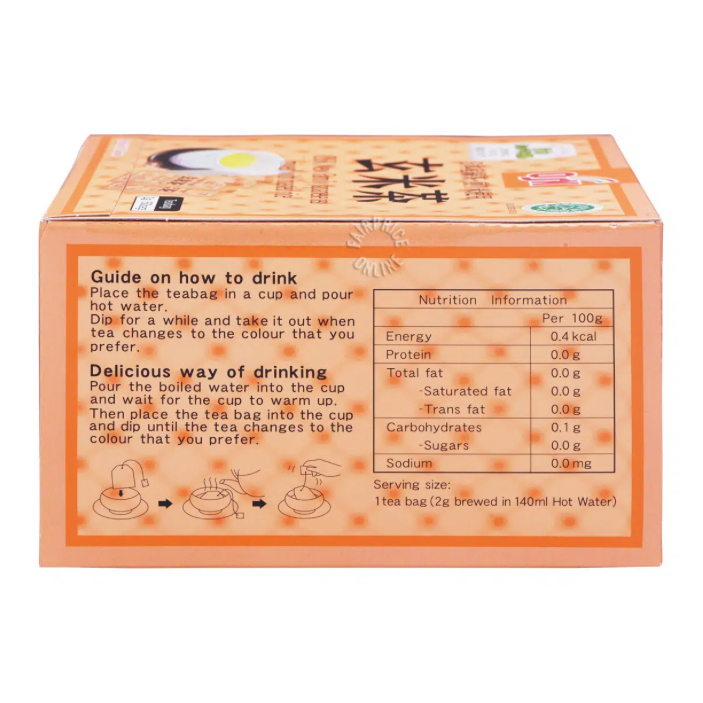 玄米茶
OSK
FAIRPRICE
ONLINE
Guide on how to drink
Place the teabag in a cup and pour
hot water.
Dip for a while and take it out when
tea changes to the colour that you
prefer.
Delicious way of drinking
Pour the boiled water into the cup
and wait for the cup to warm up.
Then place the tea bag into the cup
and dip until the tea changes to the
colour that you prefer.
Nutrition Information
Per 100g
Energy 0.4 kcal
Protein 0.0 g
Total fat 0.0 g
-Saturated fat 0.0 g
-Trans fat 0.0 g
Carbohydrates 0.1 g
-Sugars 0.0 g
Sodium 0.0 mg
Serving size:
1 tea bag (2g brewed in 140ml Hot Water)